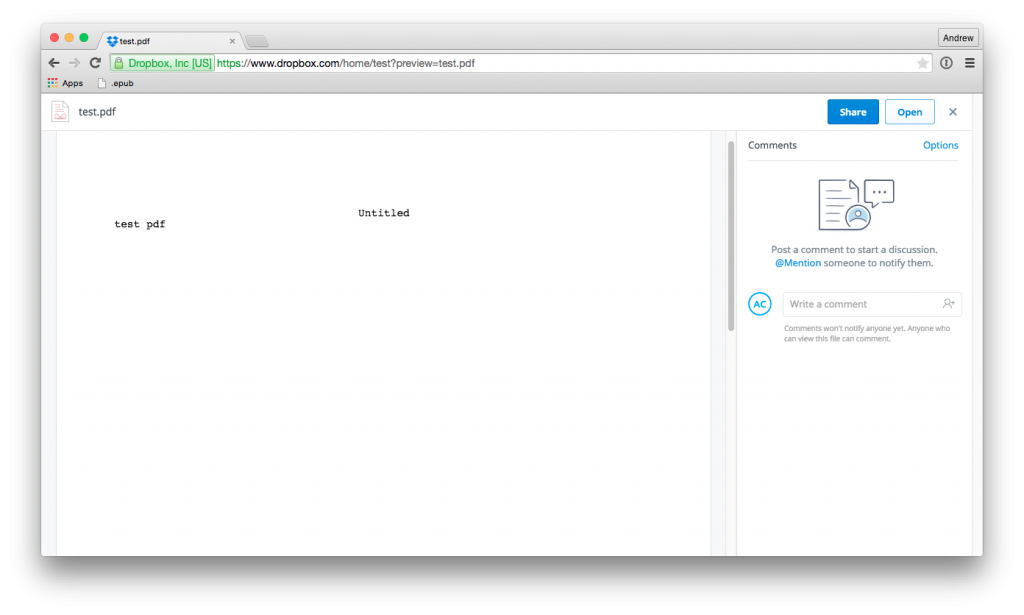 test.pdf
Andrew
Dropbox, Inc [US] https://www.dropbox.com/home/test?preview=test.pdf
Apps .epub
test.pdf
Share Open
Untitled
test pdf
Comments Options
Post a comment to start a discussion.
@Mention someone to notify them.
AC Write a comment
Comments won't notify anyone yet. Anyone who
can view this file can comment.